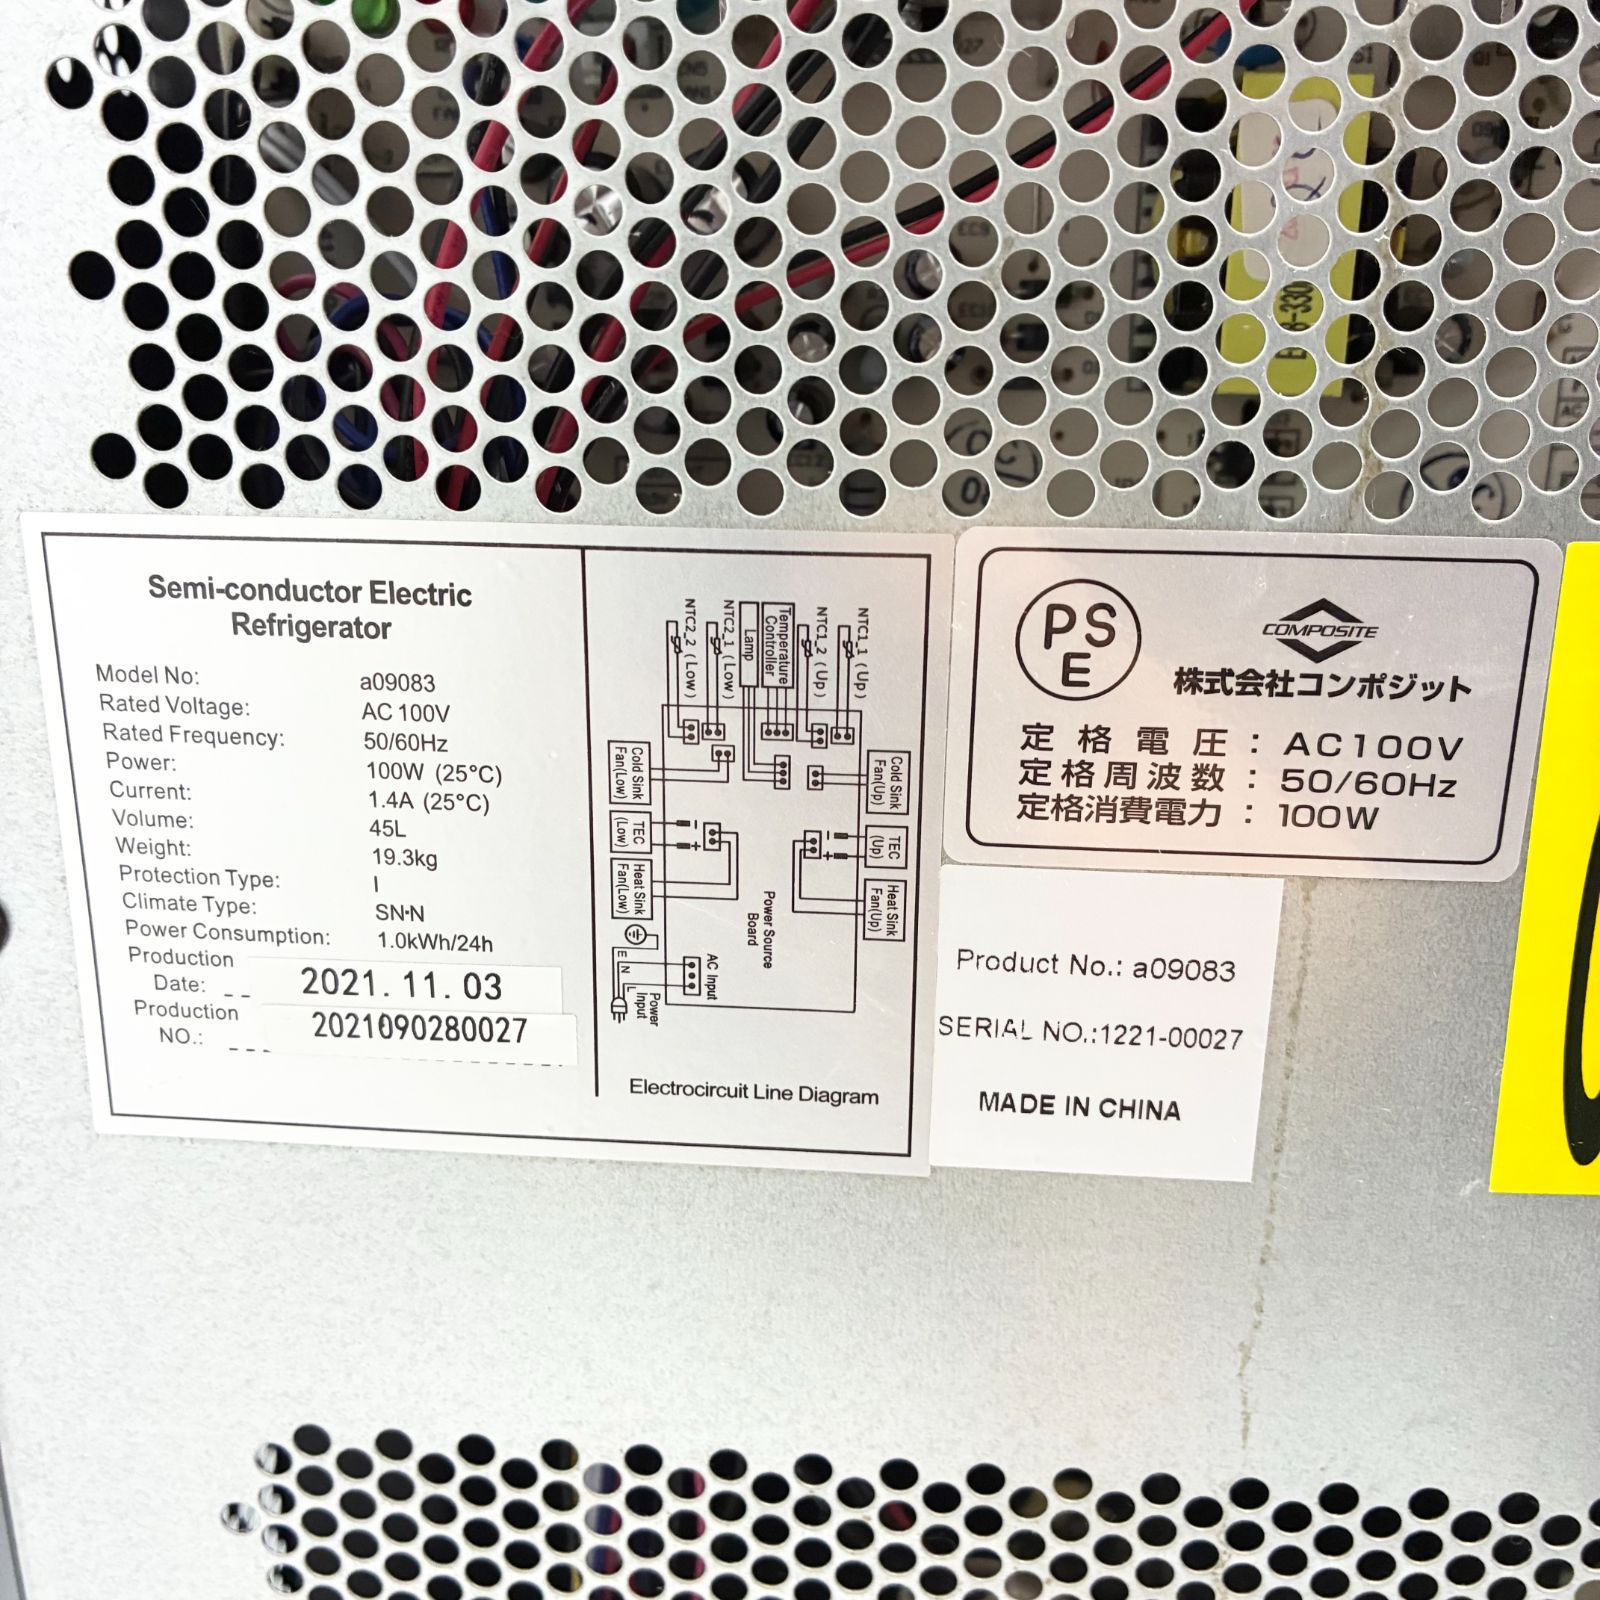 B8-330
Semi-conductor Electric
Refrigerator
Model No: a09083
Rated Voltage: AC 100V
Rated Frequency: 50/60Hz
Power: 100W (25°C)
Current: 1.4A (25°C)
Volume: 45L
Weight: 19.3kg
Protection Type: I
Climate Type: SN·N
Power Consumption: 1.0kWh/24h
Production
Date: 2021.11.03
Production
NO.: 2021090280027
NTC2_2 (Low)
NTC2_1 (Low)
Lamp
Temperature
Controller
NTC1_2 (Up)
NTC1_1 (Up)
Cold Sink
Fan(Low)
TEC
(Low)
Heat Sink
Fan(Low)
Cold Sink
Fan(Up)
TEC
(Up)
Heat Sink
Fan(Up)
- +
- +
Power Source
Board
AC Input
E N L
Power
Input
Electrocircuit Line Diagram
PS
E
COMPOSITE
株式会社コンポジット
定格電圧：AC100V
定格周波数：50/60Hz
定格消費電力：100W
Product No.: a09083
SERIAL NO.:1221-00027
MADE IN CHINA